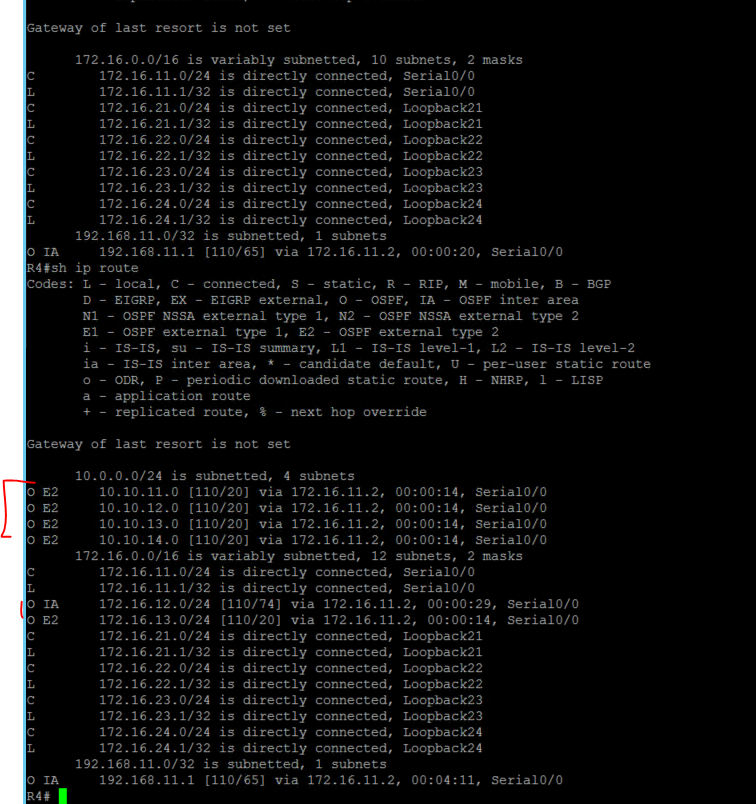 Gateway of last resort is not set
172.16.0.0/16 is variably subnetted, 10 subnets, 2 masks
C 172.16.11.0/24 is directly connected, Serial0/0
L 172.16.11.1/32 is directly connected, Serial0/0
C 172.16.21.0/24 is directly connected, Loopback21
L 172.16.21.1/32 is directly connected, Loopback21
C 172.16.22.0/24 is directly connected, Loopback22
L 172.16.22.1/32 is directly connected, Loopback22
C 172.16.23.0/24 is directly connected, Loopback23
L 172.16.23.1/32 is directly connected, Loopback23
C 172.16.24.0/24 is directly connected, Loopback24
L 172.16.24.1/32 is directly connected, Loopback24
192.168.11.0/32 is subnetted, 1 subnets
O IA 192.168.11.1 [110/65] via 172.16.11.2, 00:00:20, Serial0/0
R4#sh ip route
Codes: L - local, C - connected, S - static, R - RIP, M - mobile, B - BGP
D - EIGRP, EX - EIGRP external, O - OSPF, IA - OSPF inter area
N1 - OSPF NSSA external type 1, N2 - OSPF NSSA external type 2
E1 - OSPF external type 1, E2 - OSPF external type 2
i - IS-IS, su - IS-IS summary, L1 - IS-IS level-1, L2 - IS-IS level-2
ia - IS-IS inter area, * - candidate default, U - per-user static route
o - ODR, P - periodic downloaded static route, H - NHRP, l - LISP
a - application route
+ - replicated route, % - next hop override
Gateway of last resort is not set
10.0.0.0/24 is subnetted, 4 subnets
O E2 10.10.11.0 [110/20] via 172.16.11.2, 00:00:14, Serial0/0
O E2 10.10.12.0 [110/20] via 172.16.11.2, 00:00:14, Serial0/0
O E2 10.10.13.0 [110/20] via 172.16.11.2, 00:00:14, Serial0/0
O E2 10.10.14.0 [110/20] via 172.16.11.2, 00:00:14, Serial0/0
172.16.0.0/16 is variably subnetted, 12 subnets, 2 masks
C 172.16.11.0/24 is directly connected, Serial0/0
L 172.16.11.1/32 is directly connected, Serial0/0
O IA 172.16.12.0/24 [110/74] via 172.16.11.2, 00:00:29, Serial0/0
O E2 172.16.13.0/24 [110/20] via 172.16.11.2, 00:00:14, Serial0/0
C 172.16.21.0/24 is directly connected, Loopback21
L 172.16.21.1/32 is directly connected, Loopback21
C 172.16.22.0/24 is directly connected, Loopback22
L 172.16.22.1/32 is directly connected, Loopback22
C 172.16.23.0/24 is directly connected, Loopback23
L 172.16.23.1/32 is directly connected, Loopback23
C 172.16.24.0/24 is directly connected, Loopback24
L 172.16.24.1/32 is directly connected, Loopback24
192.168.11.0/32 is subnetted, 1 subnets
O IA 192.168.11.1 [110/65] via 172.16.11.2, 00:04:11, Serial0/0
R4#